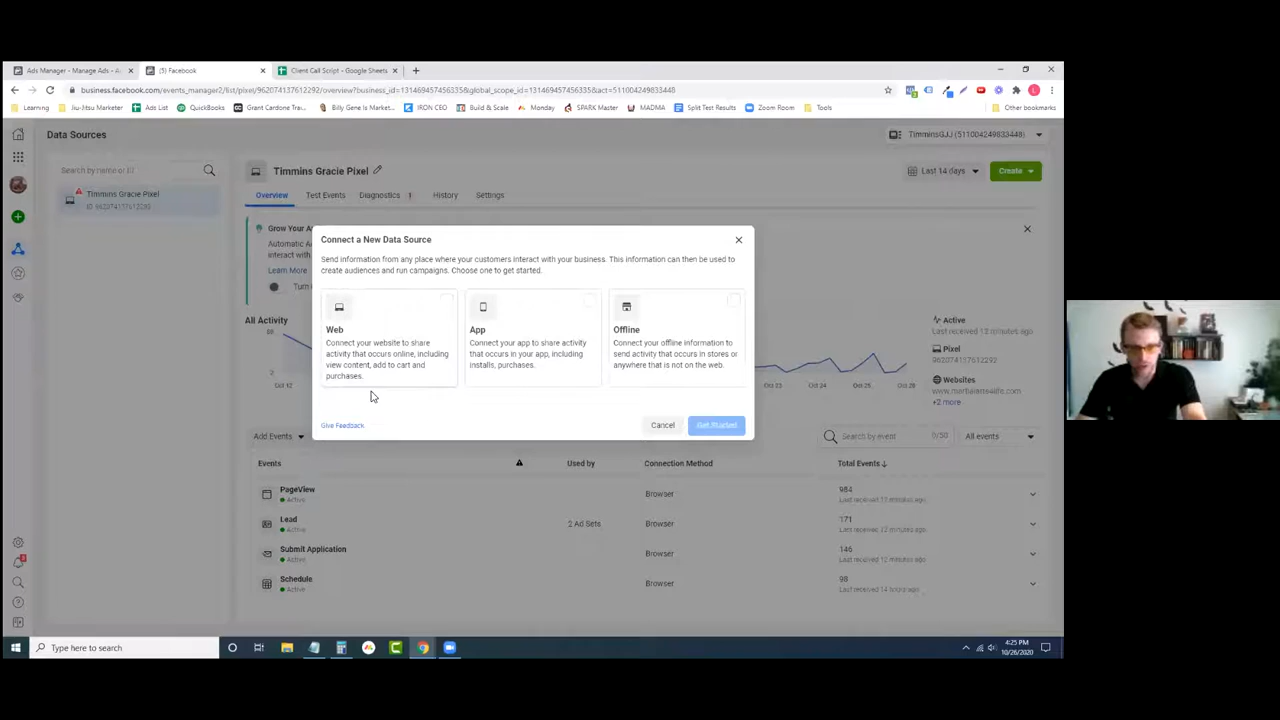 Ads Manager - Manage Ads - A
(5) Facebook
Client Call Script - Google Sheets
business.facebook.com/events_manager2/list/pixel/962074137612292/overview?business_id=1314694574563355&global_scope_id=1314694574563355&act=511004249833448
Learning
Jiu-Jitsu Marketer
Ads List
QuickBooks
Grant Cardone Tra...
Billy Gene Is Market...
IRON CEO
Build & Scale
Monday
SPARK Master
MADMA
Split Test Results
Zoom Room
Tools
Other bookmarks
Data Sources
TimminsGJJ (511004249833448)
Search by name or ID
Timmins Gracie Pixel
ID: 962074137612292
Timmins Gracie Pixel
Last 14 days
Create
Overview
Test Events
Diagnostics 1
History
Settings
Grow Your
Automatic
interact with
Learn More
Turn
Connect a New Data Source
Send information from any place where your customers interact with your business. This information can then be used to
create audiences and run campaigns. Choose one to get started.
Web
Connect your website to share
activity that occurs online, including
view content, add to cart and
purchases.
App
Connect your app to share activity
that occurs in your app, including
installs, purchases.
Offline
Connect your offline information to
send activity that occurs in stores or
anywhere that is not on the web.
Give Feedback
Cancel
Get Started
All Activity
2
Oct 12
Oct 23
Oct 24
Oct 25
Oct 26
Active
Last received 12 minutes ago
Pixel
962074137612292
Websites
+2 more
Add Events
Search by event
0/50
All events
Events
Used by
Connection Method
Total Events
PageView
Active
Browser
984
Last received 12 minutes ago
Lead
Active
2 Ad Sets
Browser
171
Last received 12 minutes ago
Submit Application
Active
Browser
146
Last received 12 minutes ago
Schedule
Active
Browser
98
Last received 14 hours ago
Type here to search
4:25 PM
10/26/2020